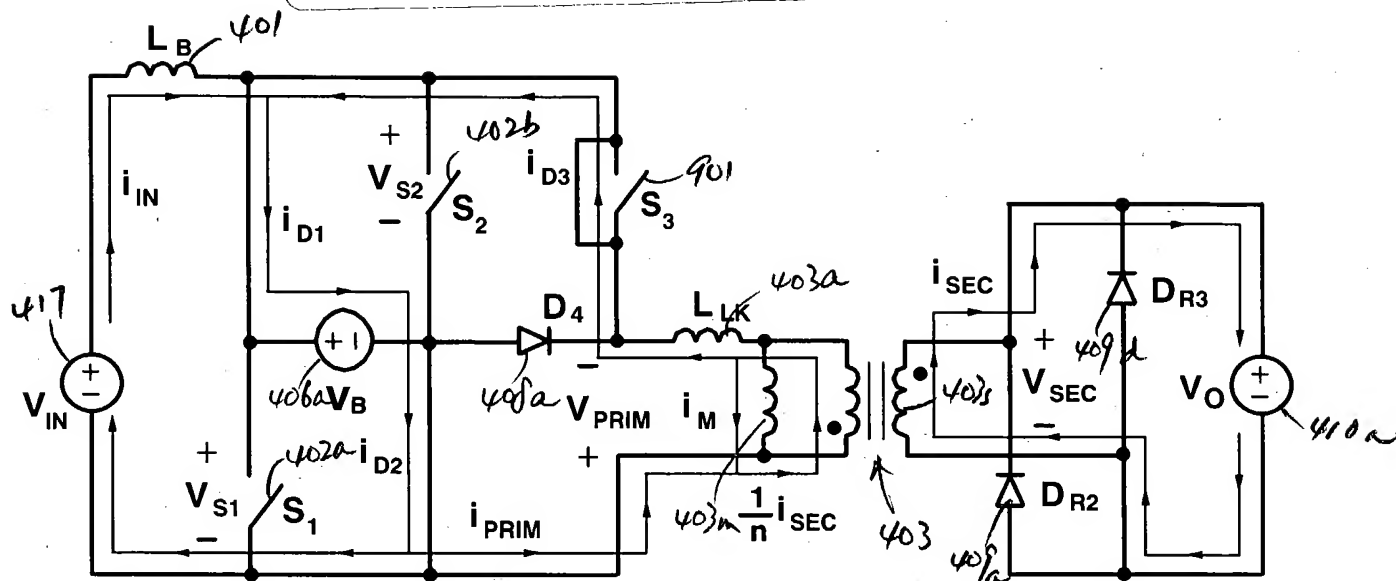 L_B 401
+ 402b
V_S2 i_D3 901
i_IN − S_2 S_3
i_D1 i_SEC 403a
417 D_4 L_LK D_R3
+ + 409d
− +1 − V_SEC V_O +
V_IN 406a V_B 408a V_PRIM i_M 403s − − 410a
+ 402a i_D2 + D_R2
V_S1 S_1 403m 1/n i_SEC 403 409a
− i_PRIM